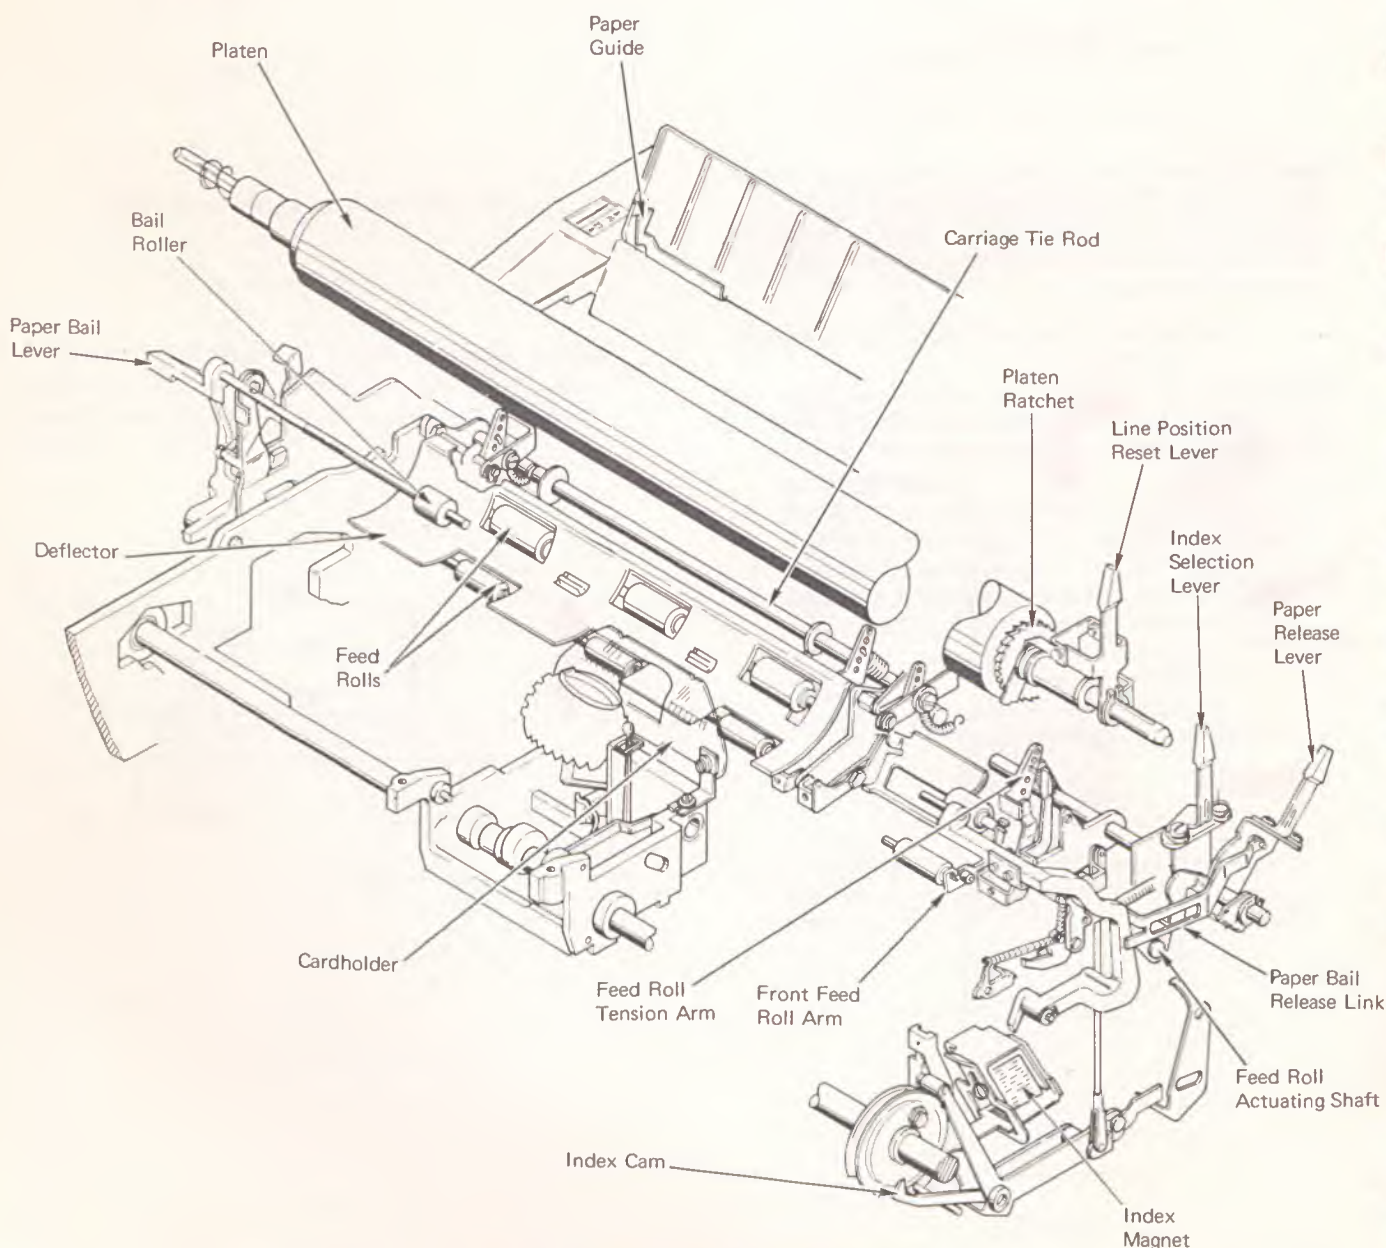 Paper
Guide
Platen
Bail
Roller
Carriage Tie Rod
Paper Bail
Lever
Platen
Ratchet
Line Position
Reset Lever
Index
Selection
Lever
Paper
Release
Lever
Deflector
Feed
Rolls
Cardholder
Feed Roll
Tension Arm
Front Feed
Roll Arm
Paper Bail
Release Link
Feed Roll
Actuating Shaft
Index Cam
Index
Magnet